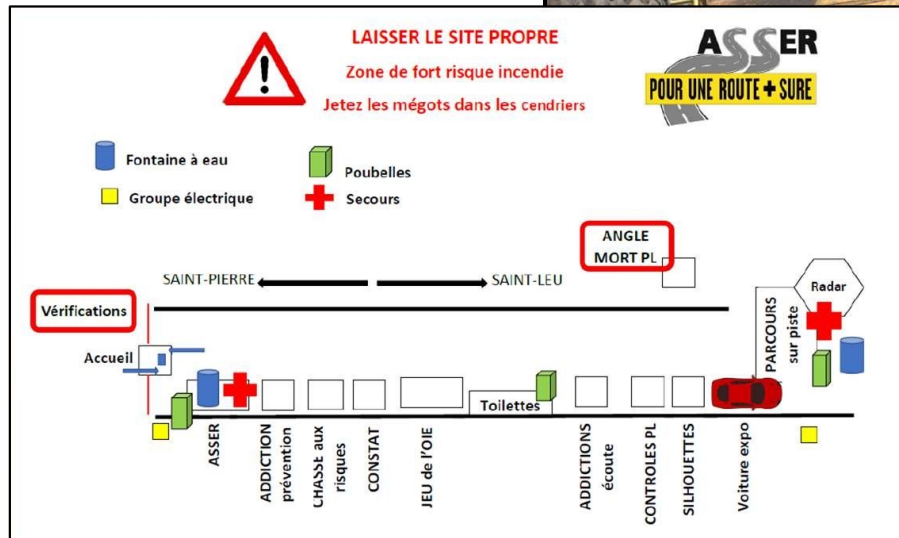 LAISSER LE SITE PROPRE
Zone de fort risque incendie
Jetez les mégots dans les cendriers
ASSER
POUR UNE ROUTE + SURE
Fontaine à eau
Poubelles
Groupe électrique
Secours
ANGLE
MORT PL
SAINT-PIERRE
SAINT-LEU
Radar
Vérifications
PARCOURS
sur piste
Accueil
Toilettes
ASSER
ADDICTION
prévention
CHASSE aux
risques
CONSTAT
JEU de l'OIE
ADDICTIONS
écoute
CONTROLES PL
SILHOUETTES
Voiture expo